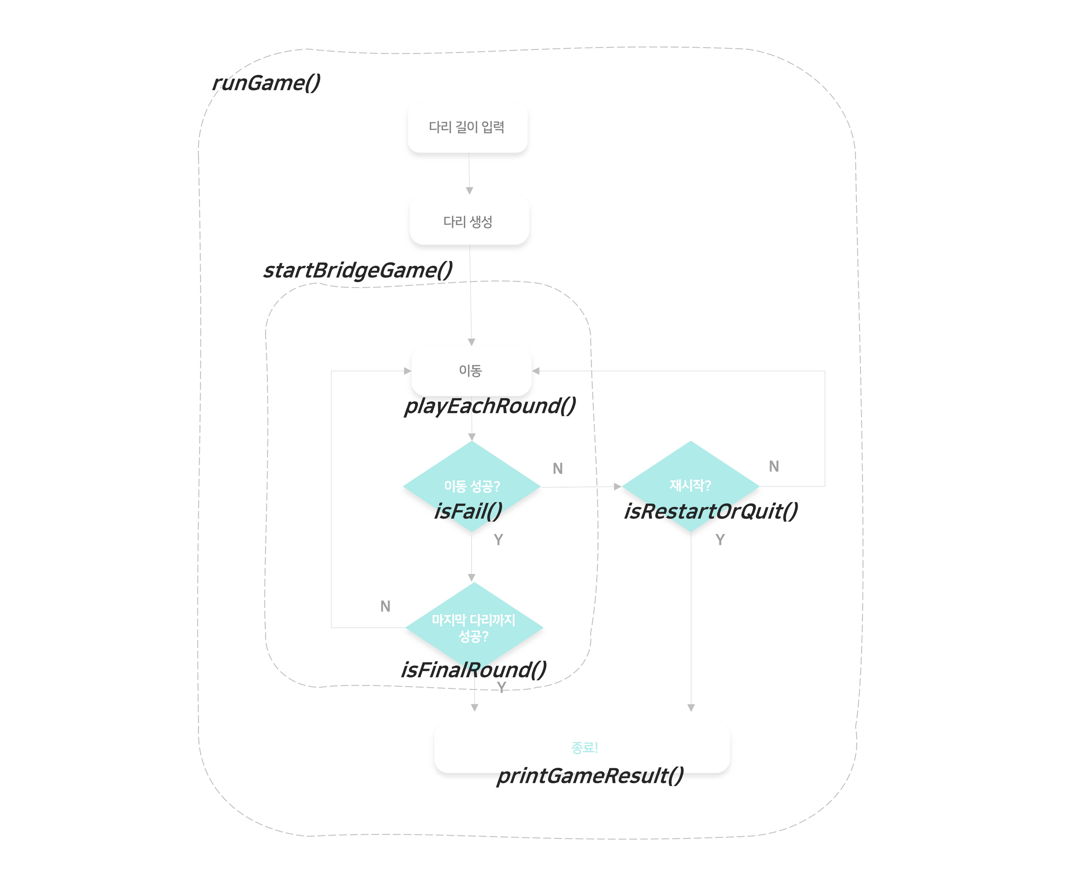 runGame()
다리 길이 입력
다리 생성
startBridgeGame()
이동
playEachRound()
이동 성공?
isFail()
N
재시작?
isRestartOrQuit()
N
Y
Y
N
마지막 다리까지
성공?
isFinalRound()
Y
종료!
printGameResult()